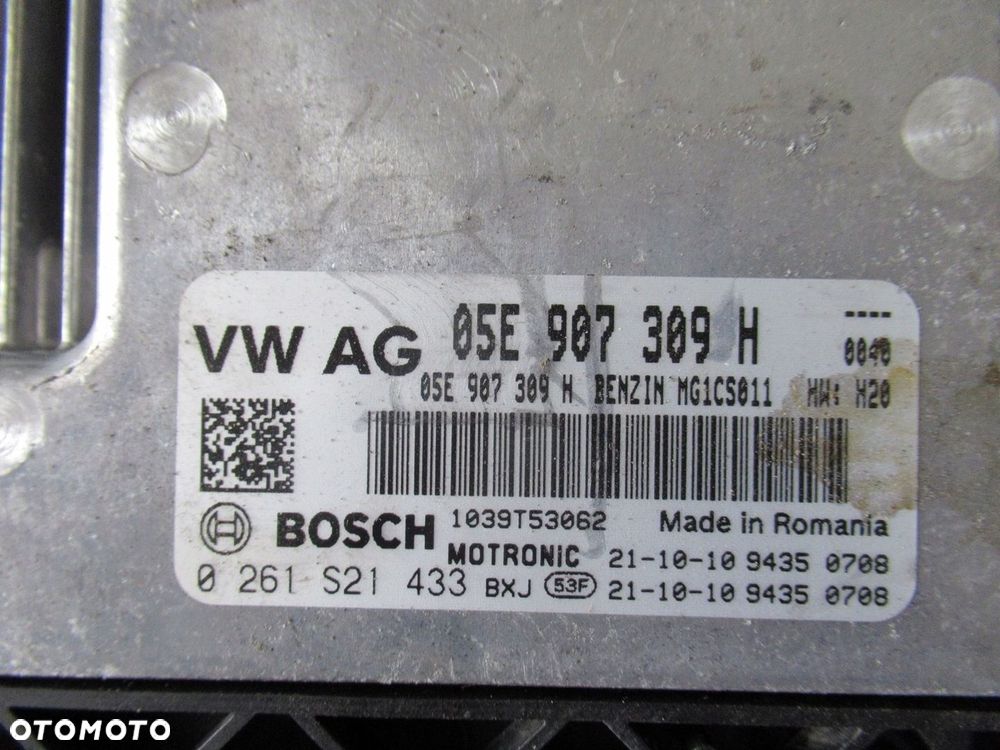 VW AG 05E 907 309 H ----
0040
05E 907 309 H BENZIN MG1CS011 HW: H20
BOSCH 1039T53062 Made in Romania
MOTRONIC 21-10-10 9435 0708
0 261 S21 433 BXJ 53F 21-10-10 9435 0708
OTOMOTO